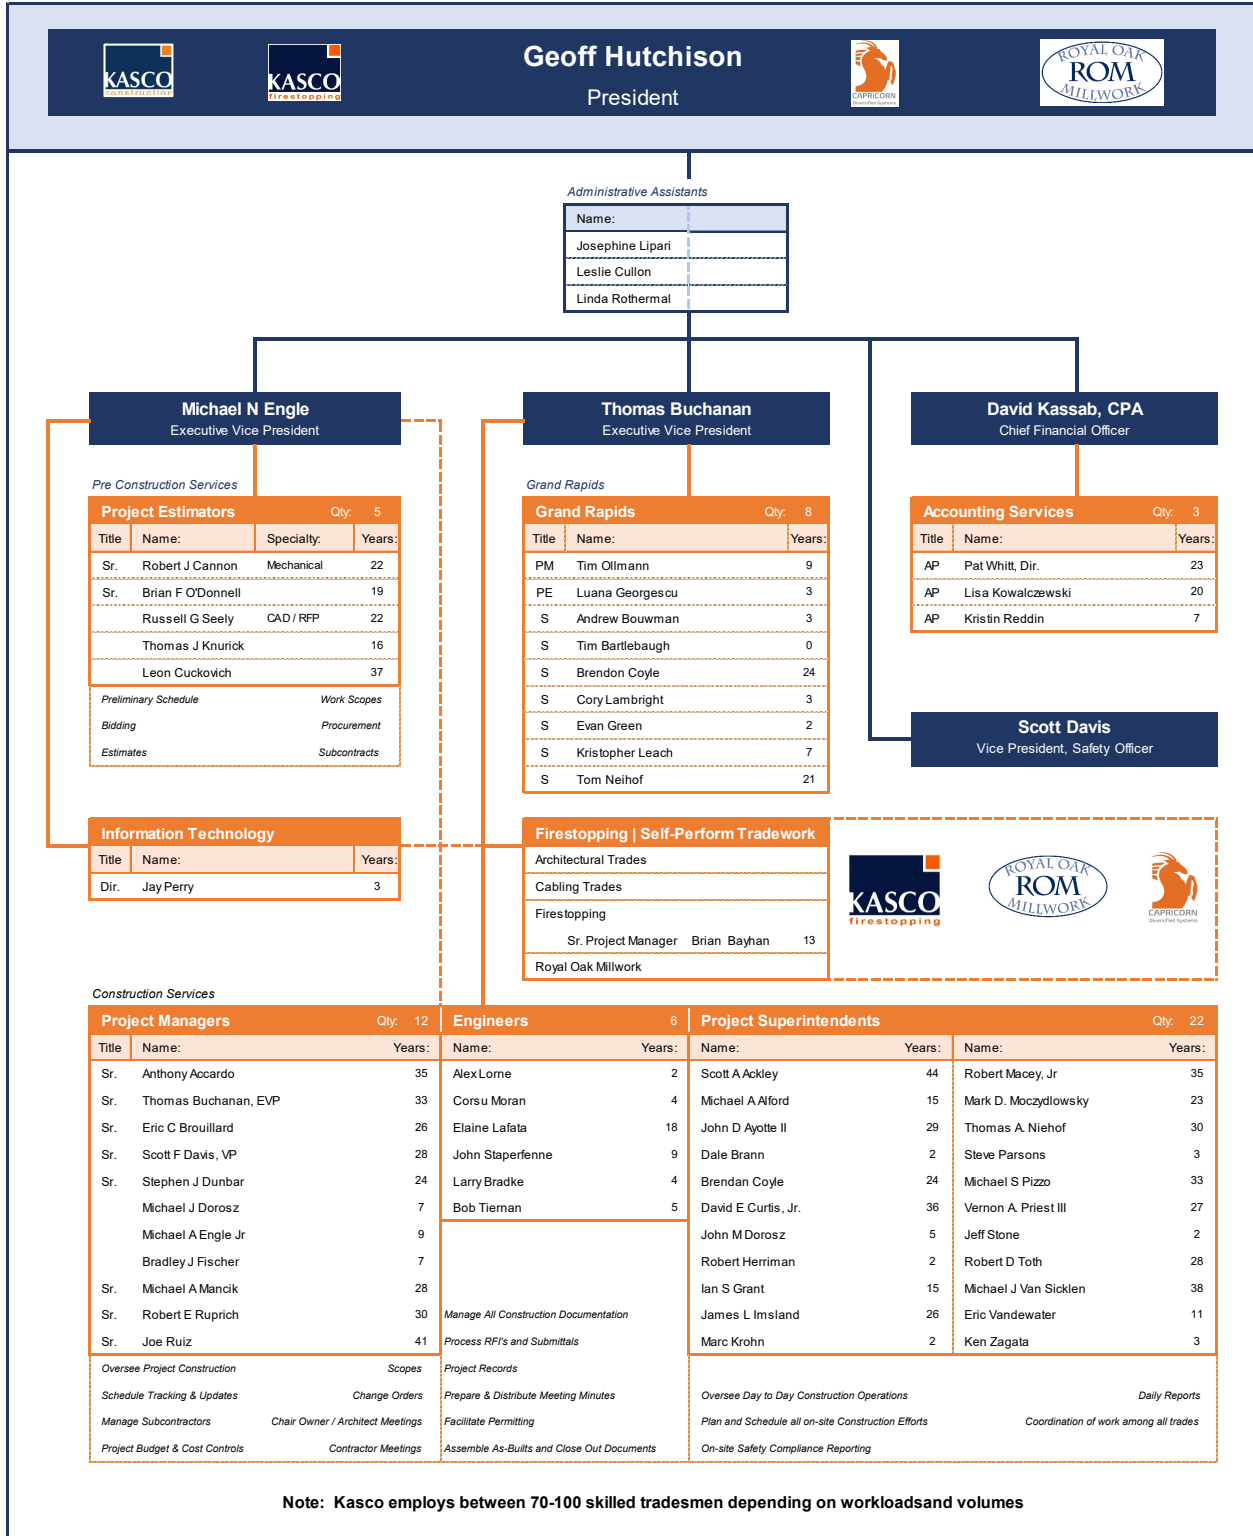 KASCO
construction
KASCO
firestopping
Geoff Hutchison
President
CAPRICORN
Diversified Systems
ROYAL OAK
ROM
MILLWORK
Administrative Assistants
Name:
Josephine Lipari
Leslie Cullon
Linda Rothermal
Michael N Engle
Executive Vice President
Thomas Buchanan
Executive Vice President
David Kassab, CPA
Chief Financial Officer
Pre Construction Services
Project Estimators Qty: 5
Title Name: Specialty: Years:
Sr. Robert J Cannon Mechanical 22
Sr. Brian F O'Donnell 19
Russell G Seely CAD / RFP 22
Thomas J Knurick 16
Leon Cuckovich 37
Preliminary Schedule Work Scopes
Bidding Procurement
Estimates Subcontracts
Grand Rapids
Grand Rapids Qty: 8
Title Name: Years:
PM Tim Ollmann 9
PE Luana Georgescu 3
S Andrew Bouwman 3
S Tim Bartlebaugh 0
S Brendon Coyle 24
S Cory Lambright 3
S Evan Green 2
S Kristopher Leach 7
S Tom Neihof 21
Accounting Services Qty: 3
Title Name: Years:
AP Pat Whitt, Dir. 23
AP Lisa Kowalczewski 20
AP Kristin Reddin 7
Scott Davis
Vice President, Safety Officer
Information Technology
Title Name: Years:
Dir. Jay Perry 3
Firestopping | Self-Perform Tradework
Architectural Trades
Cabling Trades
Firestopping
Sr. Project Manager Brian Bayhan 13
Royal Oak Millwork
KASCO
firestopping
ROYAL OAK
ROM
MILLWORK
CAPRICORN
Diversified Systems
Construction Services
Project Managers Qty: 12
Title Name: Years:
Sr. Anthony Accardo 35
Sr. Thomas Buchanan, EVP 33
Sr. Eric C Brouillard 26
Sr. Scott F Davis, VP 28
Sr. Stephen J Dunbar 24
Michael J Dorosz 7
Michael A Engle Jr 9
Bradley J Fischer 7
Sr. Michael A Mancik 28
Sr. Robert E Ruprich 30
Sr. Joe Ruiz 41
Oversee Project Construction Scopes
Schedule Tracking & Updates Change Orders
Manage Subcontractors Chair Owner / Architect Meetings
Project Budget & Cost Controls Contractor Meetings
Engineers 6
Name: Years:
Alex Lorne 2
Corsu Moran 4
Elaine Lafata 18
John Staperfenne 9
Larry Bradke 4
Bob Tiernan 5
Manage All Construction Documentation
Process RFI's and Submittals
Project Records
Prepare & Distribute Meeting Minutes
Facilitate Permitting
Assemble As-Builts and Close Out Documents
Project Superintendents Qty: 22
Name: Years: Name: Years:
Scott A Ackley 44 Robert Macey, Jr 35
Michael A Alford 15 Mark D. Moczydlowsky 23
John D Ayotte II 29 Thomas A. Niehof 30
Dale Brann 2 Steve Parsons 3
Brendan Coyle 24 Michael S Pizzo 33
David E Curtis, Jr. 36 Vernon A. Priest III 27
John M Dorosz 5 Jeff Stone 2
Robert Herriman 2 Robert D Toth 28
Ian S Grant 15 Michael J Van Sicklen 38
James L Imsland 26 Eric Vandewater 11
Marc Krohn 2 Ken Zagata 3
Oversee Day to Day Construction Operations Daily Reports
Plan and Schedule all on-site Construction Efforts Coordination of work among all trades
On-site Safety Compliance Reporting
Note: Kasco employs between 70-100 skilled tradesmen depending on workloadsand volumes